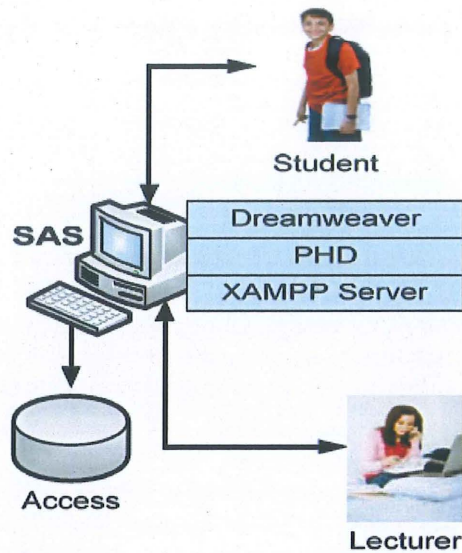 Student
SAS
Dreamweaver
PHD
XAMPP Server
Access
Lecturer